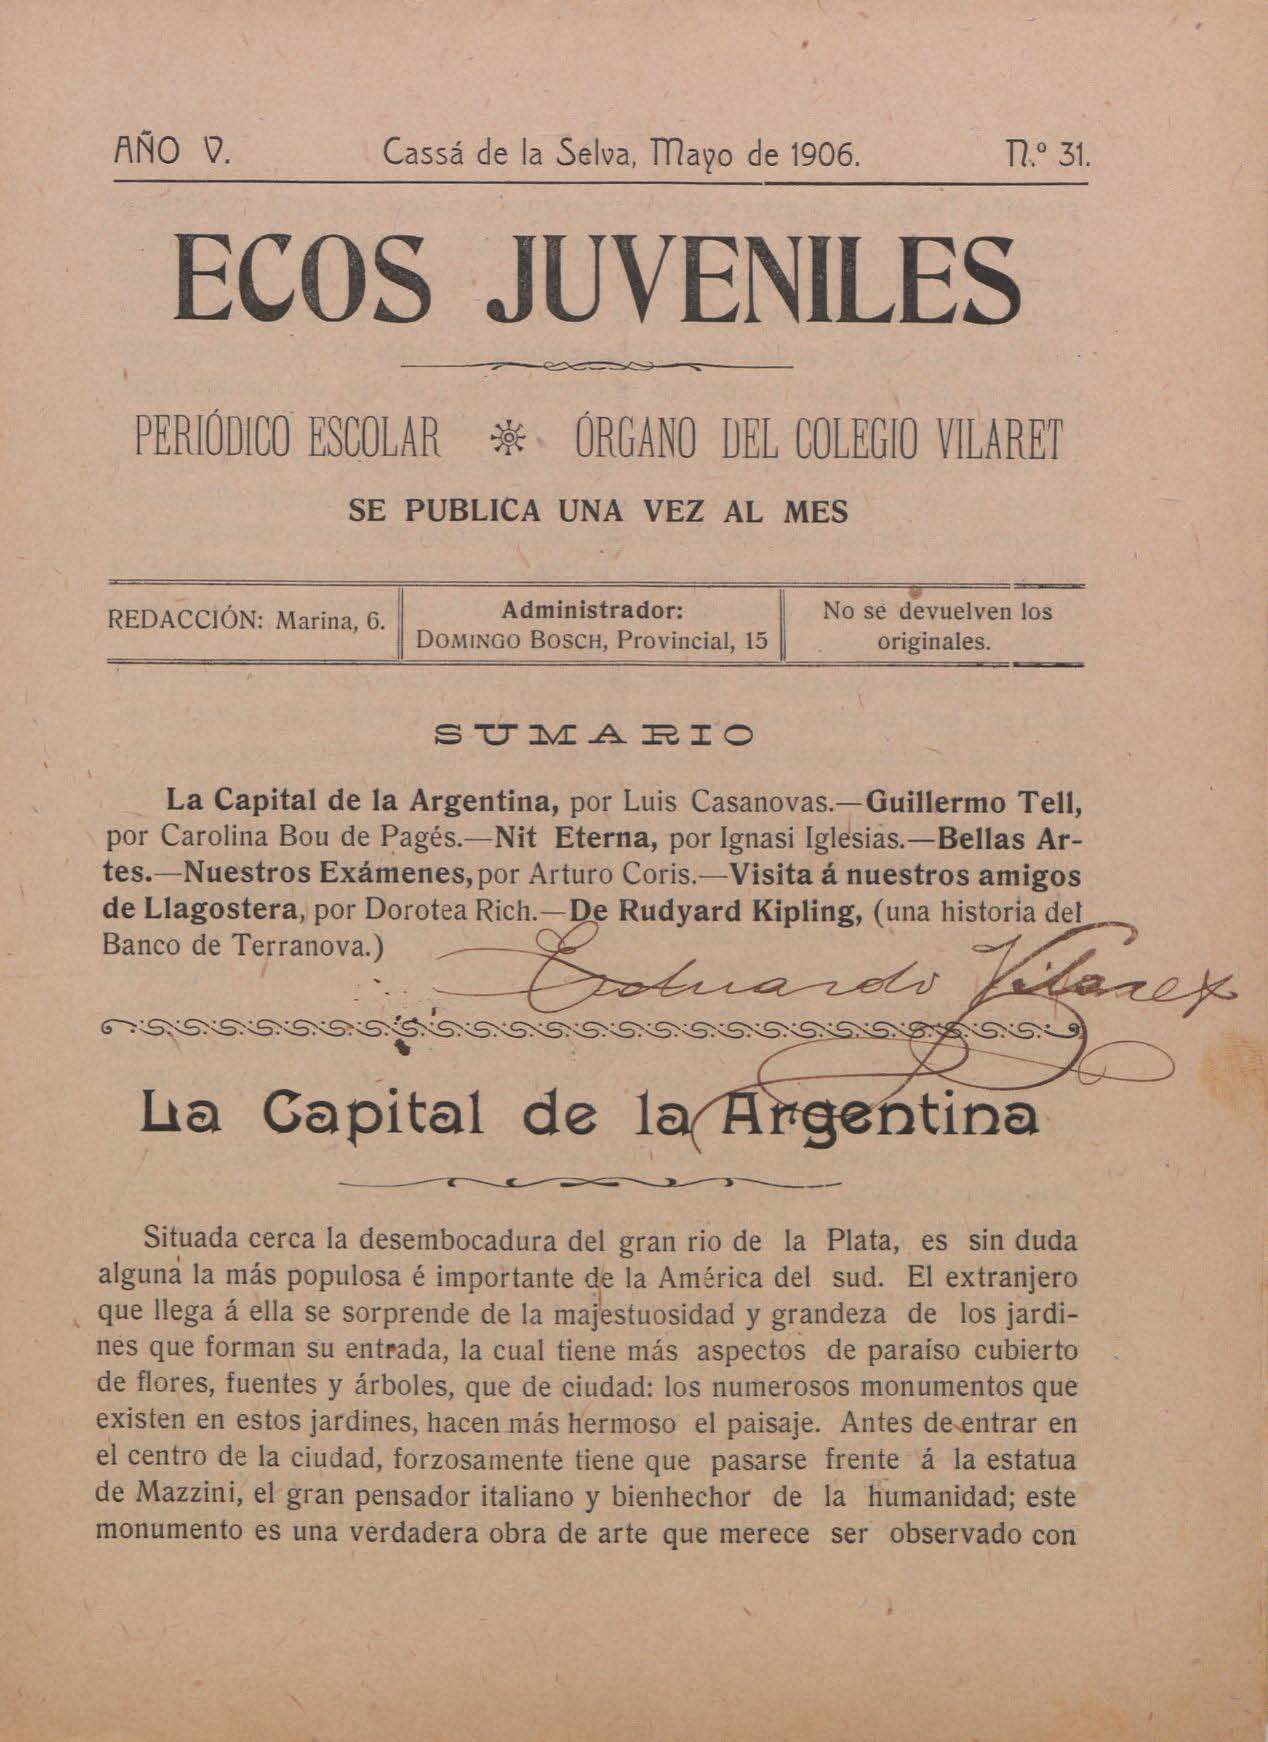 AÑO V. Cassá de la Selva, Mayo de 1906. N.º 31.
ECOS JUVENILES
PERIÓDICO ESCOLAR ÓRGANO DEL COLEGIO VILARET
SE PUBLICA UNA VEZ AL MES
REDACCIÓN: Marina, 6.
Administrador:
DOMINGO BOSCH, Provincial, 15
No se devuelven los
originales.
SUMARIO
La Capital de la Argentina, por Luis Casanovas.—Guillermo Tell,
por Carolina Bou de Pagés.—Nit Eterna, por Ignasi Iglesias.—Bellas Ar-
tes.—Nuestros Exámenes, por Arturo Coris.—Visita á nuestros amigos
de Llagostera, por Dorotea Rich.—De Rudyard Kipling, (una historia del
Banco de Terranova.)
Eduardo Vilaret
La Capital de la Argentina
Situada cerca la desembocadura del gran rio de la Plata, es sin duda
alguna la más populosa é importante de la América del sud. El extranjero
que llega á ella se sorprende de la majestuosidad y grandeza de los jardi-
nes que forman su entrada, la cual tiene más aspectos de paraiso cubierto
de flores, fuentes y árboles, que de ciudad: los numerosos monumentos que
existen en estos jardines, hacen más hermoso el paisaje. Antes de entrar en
el centro de la ciudad, forzosamente tiene que pasarse frente á la estatua
de Mazzini, el gran pensador italiano y bienhechor de la humanidad; este
monumento es una verdadera obra de arte que merece ser observado con